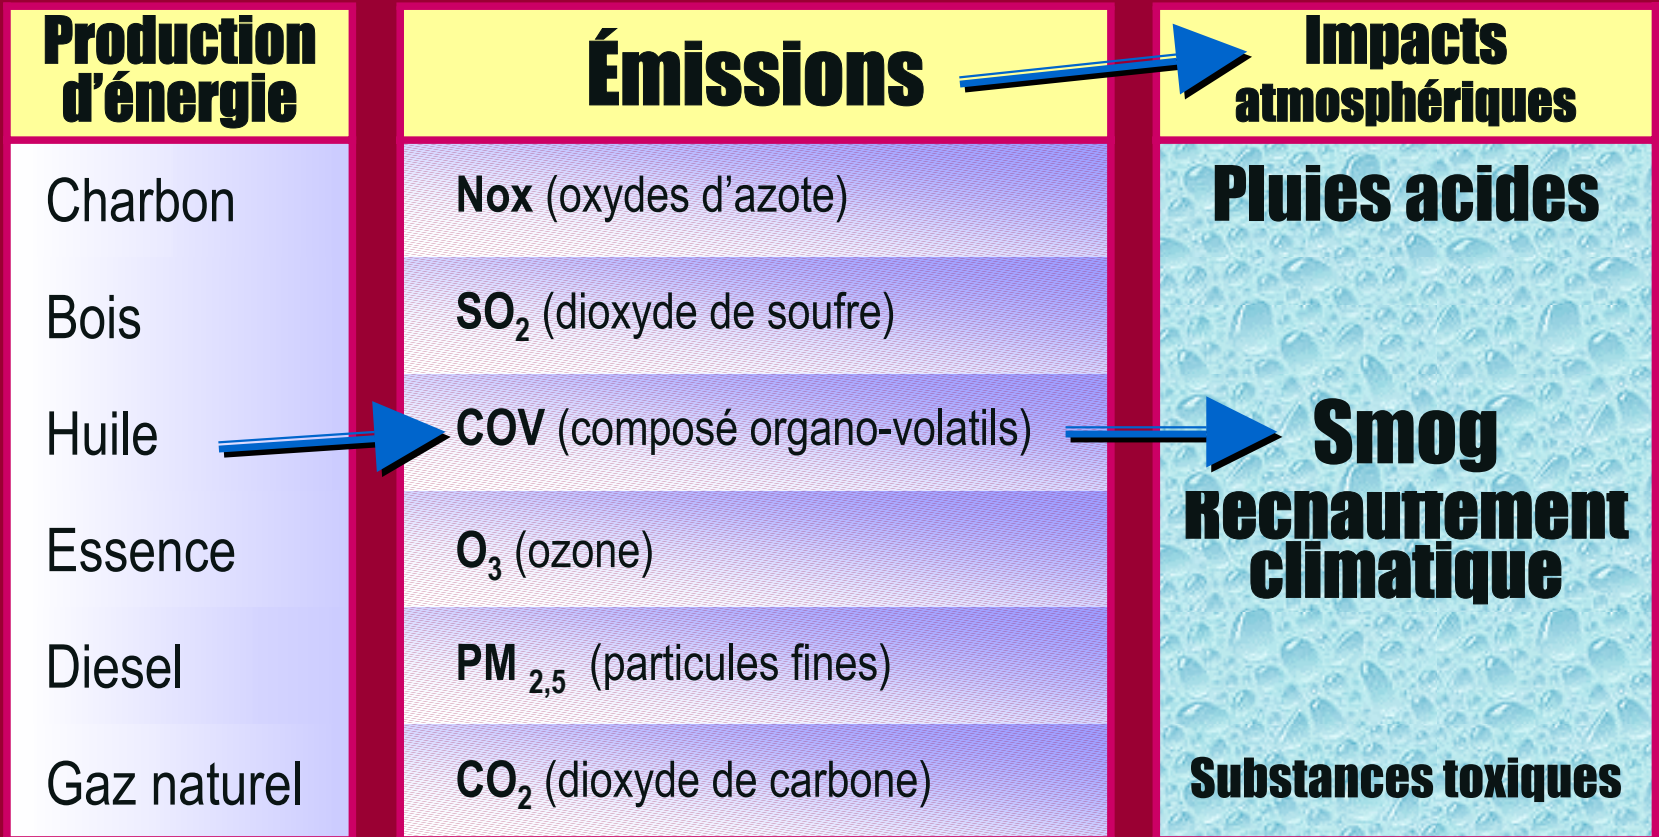 Production
d'énergie
Émissions
Impacts
atmosphériques
Charbon
Bois
Huile
Essence
Diesel
Gaz naturel
Nox (oxydes d'azote)
SO₂ (dioxyde de soufre)
COV (composé organo-volatils)
O₃ (ozone)
PM 2,5 (particules fines)
CO₂ (dioxyde de carbone)
Pluies acides
Smog
Réchauffement
climatique
Substances toxiques